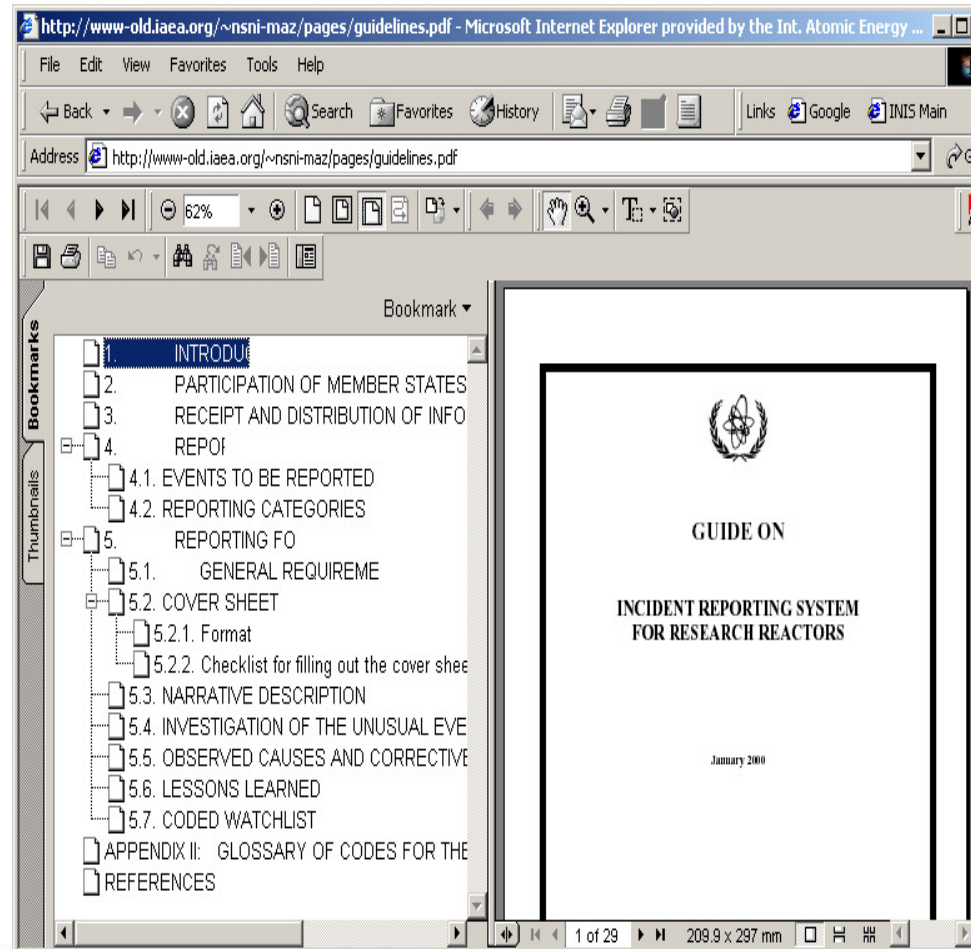 http://www-old.iaea.org/~nsni-maz/pages/guidelines.pdf - Microsoft Internet Explorer provided by the Int. Atomic Energy ...
File Edit View Favorites Tools Help
Back Search Favorites History Links Google INIS Main
Address http://www-old.iaea.org/~nsni-maz/pages/guidelines.pdf
62%
Bookmark
Bookmarks
Thumbnails
1. INTRODU
2. PARTICIPATION OF MEMBER STATES
3. RECEIPT AND DISTRIBUTION OF INFO
4. REPO
4.1. EVENTS TO BE REPORTED
4.2. REPORTING CATEGORIES
5. REPORTING FO
5.1. GENERAL REQUIREME
5.2. COVER SHEET
5.2.1. Format
5.2.2. Checklist for filling out the cover shee
5.3. NARRATIVE DESCRIPTION
5.4. INVESTIGATION OF THE UNUSUAL EVE
5.5. OBSERVED CAUSES AND CORRECTIVE
5.6. LESSONS LEARNED
5.7. CODED WATCHLIST
APPENDIX II: GLOSSARY OF CODES FOR THE
REFERENCES
GUIDE ON
INCIDENT REPORTING SYSTEM
FOR RESEARCH REACTORS
January 2000
1 of 29 209.9 x 297 mm